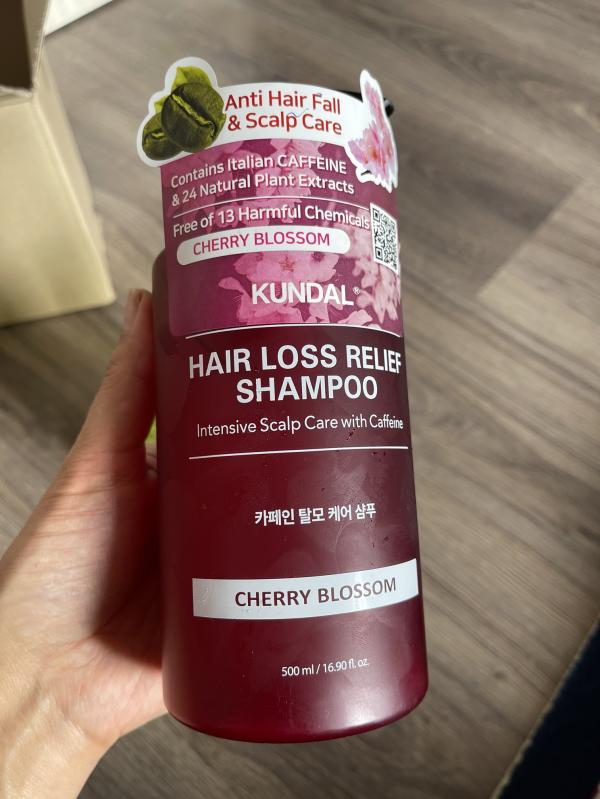 Anti Hair Fall
& Scalp Care
Contains Italian CAFFEINE
& 24 Natural Plant Extracts
Free of 13 Harmful Chemicals
CHERRY BLOSSOM
KUNDAL®
HAIR LOSS RELIEF
SHAMPOO
Intensive Scalp Care with Caffeine
카페인 탈모 케어 샴푸
CHERRY BLOSSOM
500 ml / 16.90 fl. oz.